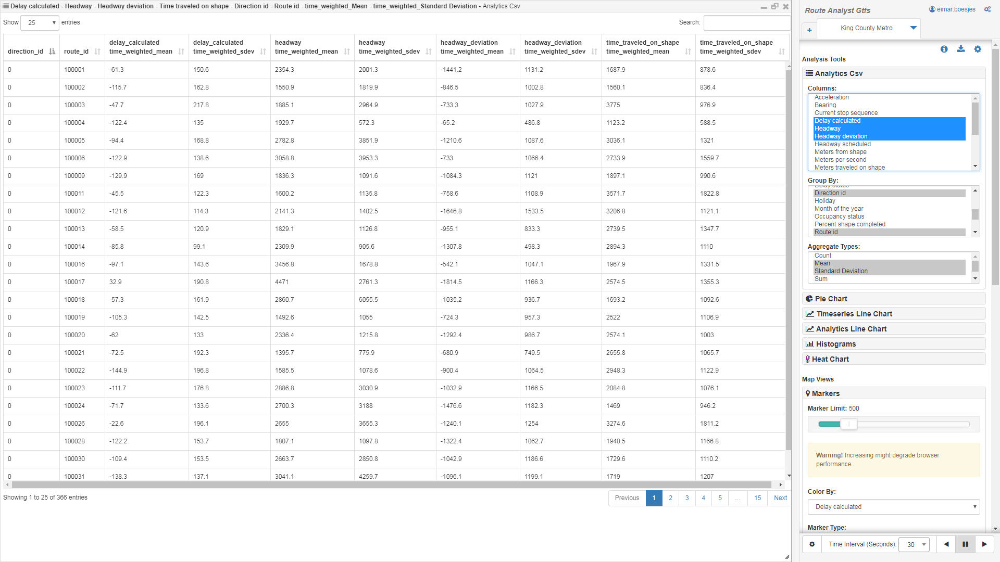 Delay calculated - Headway - Headway deviation - Time traveled on shape - Direction id - Route id - time_weighted_Mean - time_weighted_Standard Deviation - Analytics Csv
Show 25 entries
Search:
direction_id route_id delay_calculated time_weighted_mean delay_calculated time_weighted_sdev headway time_weighted_mean headway time_weighted_sdev headway_deviation time_weighted_mean headway_deviation time_weighted_sdev time_traveled_on_shape time_weighted_mean time_traveled_on_shape time_weighted_sdev
0 100001 -61.3 150.6 2354.3 2001.3 -1441.2 1131.2 1687.9 878.6
0 100002 -115.7 162.8 1550.9 1819.9 -846.5 1002.8 1560.1 836.4
0 100003 -47.7 217.8 1885.1 2964.9 -733.3 1027.9 3775 976.9
0 100004 -122.4 135 1929.7 572.3 -65.2 486.8 1123.2 588.5
0 100005 -94.4 168.8 2782.8 3851.9 -1210.6 1087.6 3036.1 1321
0 100006 -122.9 138.6 3058.8 3953.3 -733 1066.4 2733.9 1559.7
0 100009 -129.9 169 1836.3 1091.6 -1084.3 1121 1897.1 990.6
0 100011 -45.5 122.3 1600.2 1135.8 -758.6 1108.9 3571.7 1822.8
0 100012 -121.6 114.3 2141.3 1402.5 -1646.8 1533.5 3206.8 1121.1
0 100013 -58.5 120.9 1829.1 1126.8 -955.1 833.3 2739.5 1347.7
0 100014 -85.8 99.1 2309.9 905.6 -1307.8 498.3 2894.3 1110
0 100016 -97.1 143.6 3456.8 1678.8 -542.1 1047.1 1967.9 1331.5
0 100017 32.9 190.8 4471 2761.3 -1814.5 1166.3 2574.5 1355.3
0 100018 -57.3 161.9 2860.7 6055.5 -1035.2 936.7 1693.2 1092.6
0 100019 -105.3 142.5 1492.6 1055 -724.3 957.3 2522 1106.9
0 100020 -62 133 2336.4 1215.8 -1292.4 986.7 2574.1 1003
0 100021 -72.5 192.3 1395.7 775.9 -680.9 749.5 2655.8 1065.7
0 100022 -144.9 196.8 1585.5 1078.6 -900.4 1064.5 2948.3 1122.9
0 100023 -111.7 176.8 2886.8 3030.9 -1032.9 1166.5 2084.8 1076.1
0 100024 -71.7 133.6 2700.3 3188 -1476.6 1182.3 1469 946.2
0 100026 -22.6 196.1 2655 3655.3 -1240.1 1254 3274.6 1811.2
0 100028 -122.2 153.7 1807.1 1097.8 -1322.4 1062.7 1940.5 1166.8
0 100030 -109.4 153.5 2663.7 2850.8 -1042.9 1186.6 1729.6 1110.2
0 100031 -138.3 137.1 3041.1 4259.7 -1096.1 1199.1 1719 1207
Showing 1 to 25 of 366 entries
Previous 1 2 3 4 5 … 15 Next
Route Analyst Gtfs
eimar.boesjes
+ King County Metro
Analysis Tools
Analytics Csv
Columns:
Acceleration
Bearing
Current stop sequence
Delay calculated
Headway
Headway deviation
Headway scheduled
Meters from shape
Meters per second
Meters traveled on shape
Group By:
Delay status
Direction id
Holiday
Month of the year
Occupancy status
Percent shape completed
Route id
Aggregate Types:
Count
Mean
Standard Deviation
Sum
Pie Chart
Timeseries Line Chart
Analytics Line Chart
Histograms
Heat Chart
Map Views
Markers
Marker Limit: 500
Warning! Increasing might degrade browser
performance.
Color By:
Delay calculated
Marker Type:
Time Interval (Seconds): 30